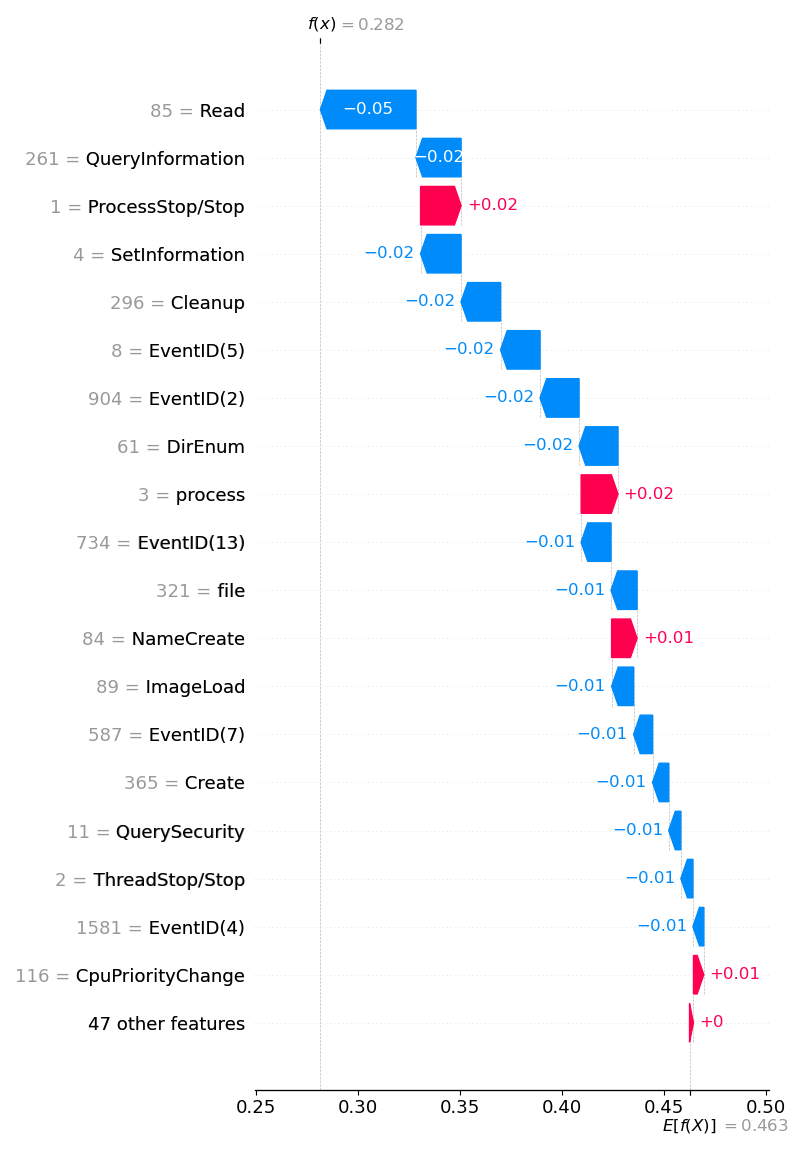 f(x) = 0.282
85 = Read
−0.05
261 = QueryInformation
−0.02
1 = ProcessStop/Stop
+0.02
4 = SetInformation
−0.02
296 = Cleanup
−0.02
8 = EventID(5)
−0.02
904 = EventID(2)
−0.02
61 = DirEnum
−0.02
3 = process
+0.02
734 = EventID(13)
−0.01
321 = file
−0.01
84 = NameCreate
+0.01
89 = ImageLoad
−0.01
587 = EventID(7)
−0.01
365 = Create
−0.01
11 = QuerySecurity
−0.01
2 = ThreadStop/Stop
−0.01
1581 = EventID(4)
−0.01
116 = CpuPriorityChange
+0.01
47 other features
+0
0.25 0.30 0.35 0.40 0.45 0.50
E[f(X)] = 0.463